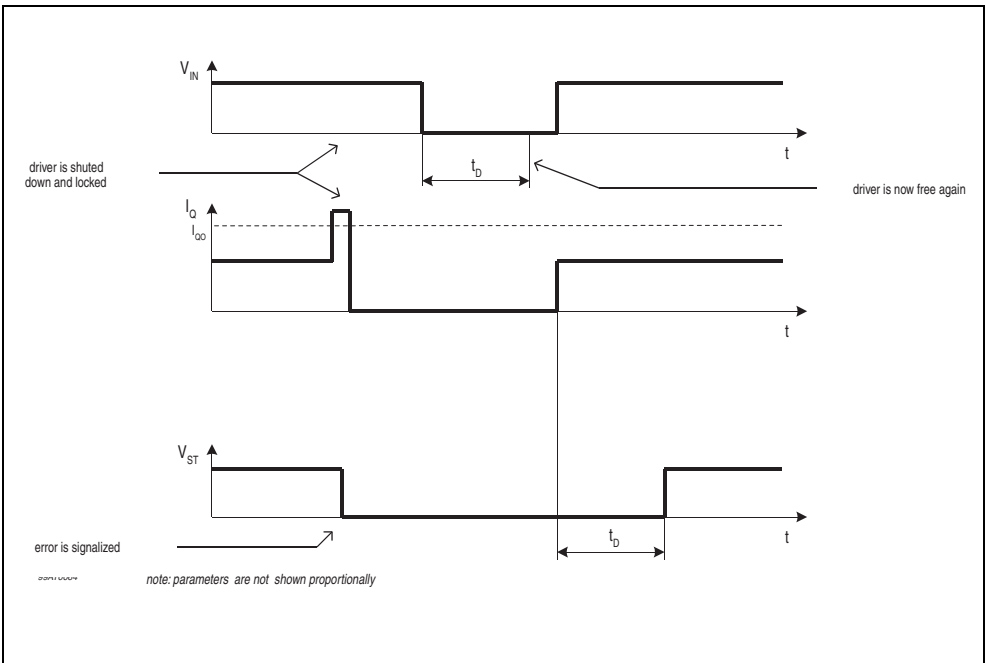 V_IN
t
driver is shuted
down and locked
t_D
driver is now free again
I_Q
I_QO
t
V_ST
t_D
t
error is signalized
note: parameters are not shown proportionally